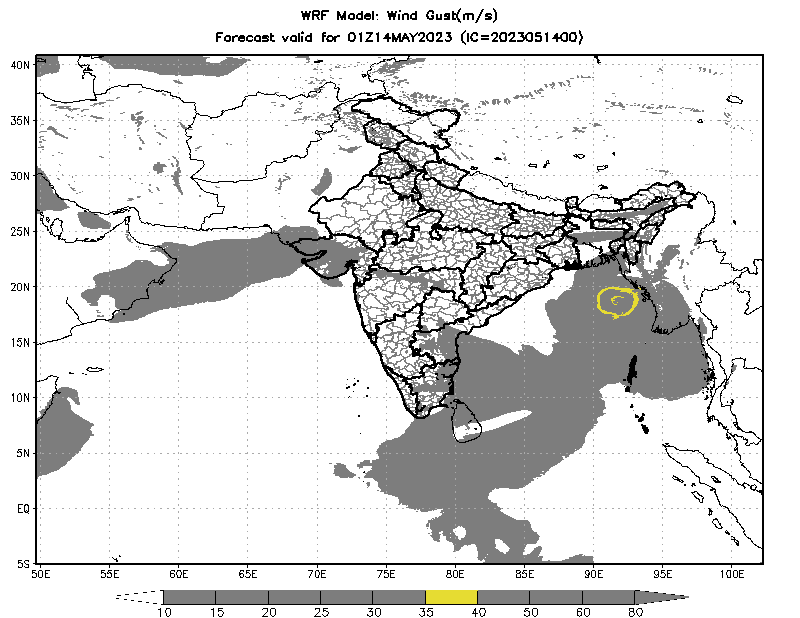 WRF Model: Wind Gust(m/s)
Forecast valid for 01Z14MAY2023 (IC=2023051400)
40N
35N
30N
25N
20N
15N
10N
5N
EQ
5S
50E 55E 60E 65E 70E 75E 80E 85E 90E 95E 100E
10 15 20 25 30 35 40 50 60 80